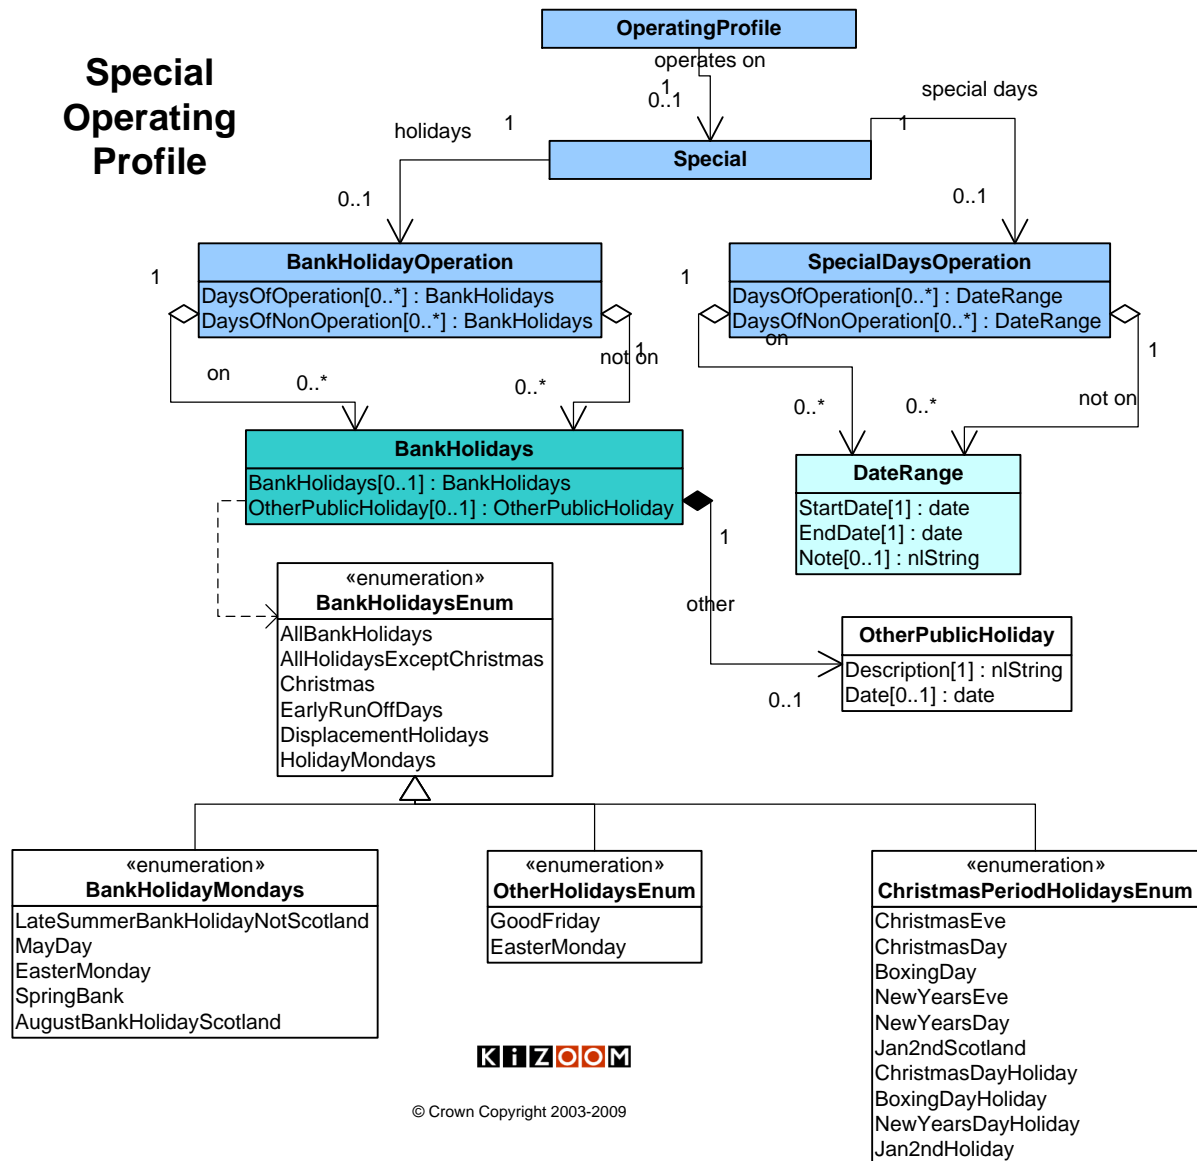 Special
Operating
Profile
OperatingProfile
operates on
1
0..1
special days
holidays
1
1
Special
0..1
0..1
BankHolidayOperation
DaysOfOperation[0..*] : BankHolidays
DaysOfNonOperation[0..*] : BankHolidays
1
1
on
not on
0..*
0..*
SpecialDaysOperation
DaysOfOperation[0..*] : DateRange
DaysOfNonOperation[0..*] : DateRange
1
1
on
not on
0..*
0..*
BankHolidays
BankHolidays[0..1] : BankHolidays
OtherPublicHoliday[0..1] : OtherPublicHoliday
DateRange
StartDate[1] : date
EndDate[1] : date
Note[0..1] : nlString
1
other
0..1
«enumeration»
BankHolidaysEnum
AllBankHolidays
AllHolidaysExceptChristmas
Christmas
EarlyRunOffDays
DisplacementHolidays
HolidayMondays
OtherPublicHoliday
Description[1] : nlString
Date[0..1] : date
«enumeration»
BankHolidayMondays
LateSummerBankHolidayNotScotland
MayDay
EasterMonday
SpringBank
AugustBankHolidayScotland
«enumeration»
OtherHolidaysEnum
GoodFriday
EasterMonday
«enumeration»
ChristmasPeriodHolidaysEnum
ChristmasEve
ChristmasDay
BoxingDay
NewYearsEve
NewYearsDay
Jan2ndScotland
ChristmasDayHoliday
BoxingDayHoliday
NewYearsDayHoliday
Jan2ndHoliday
KiZOOM
© Crown Copyright 2003-2009